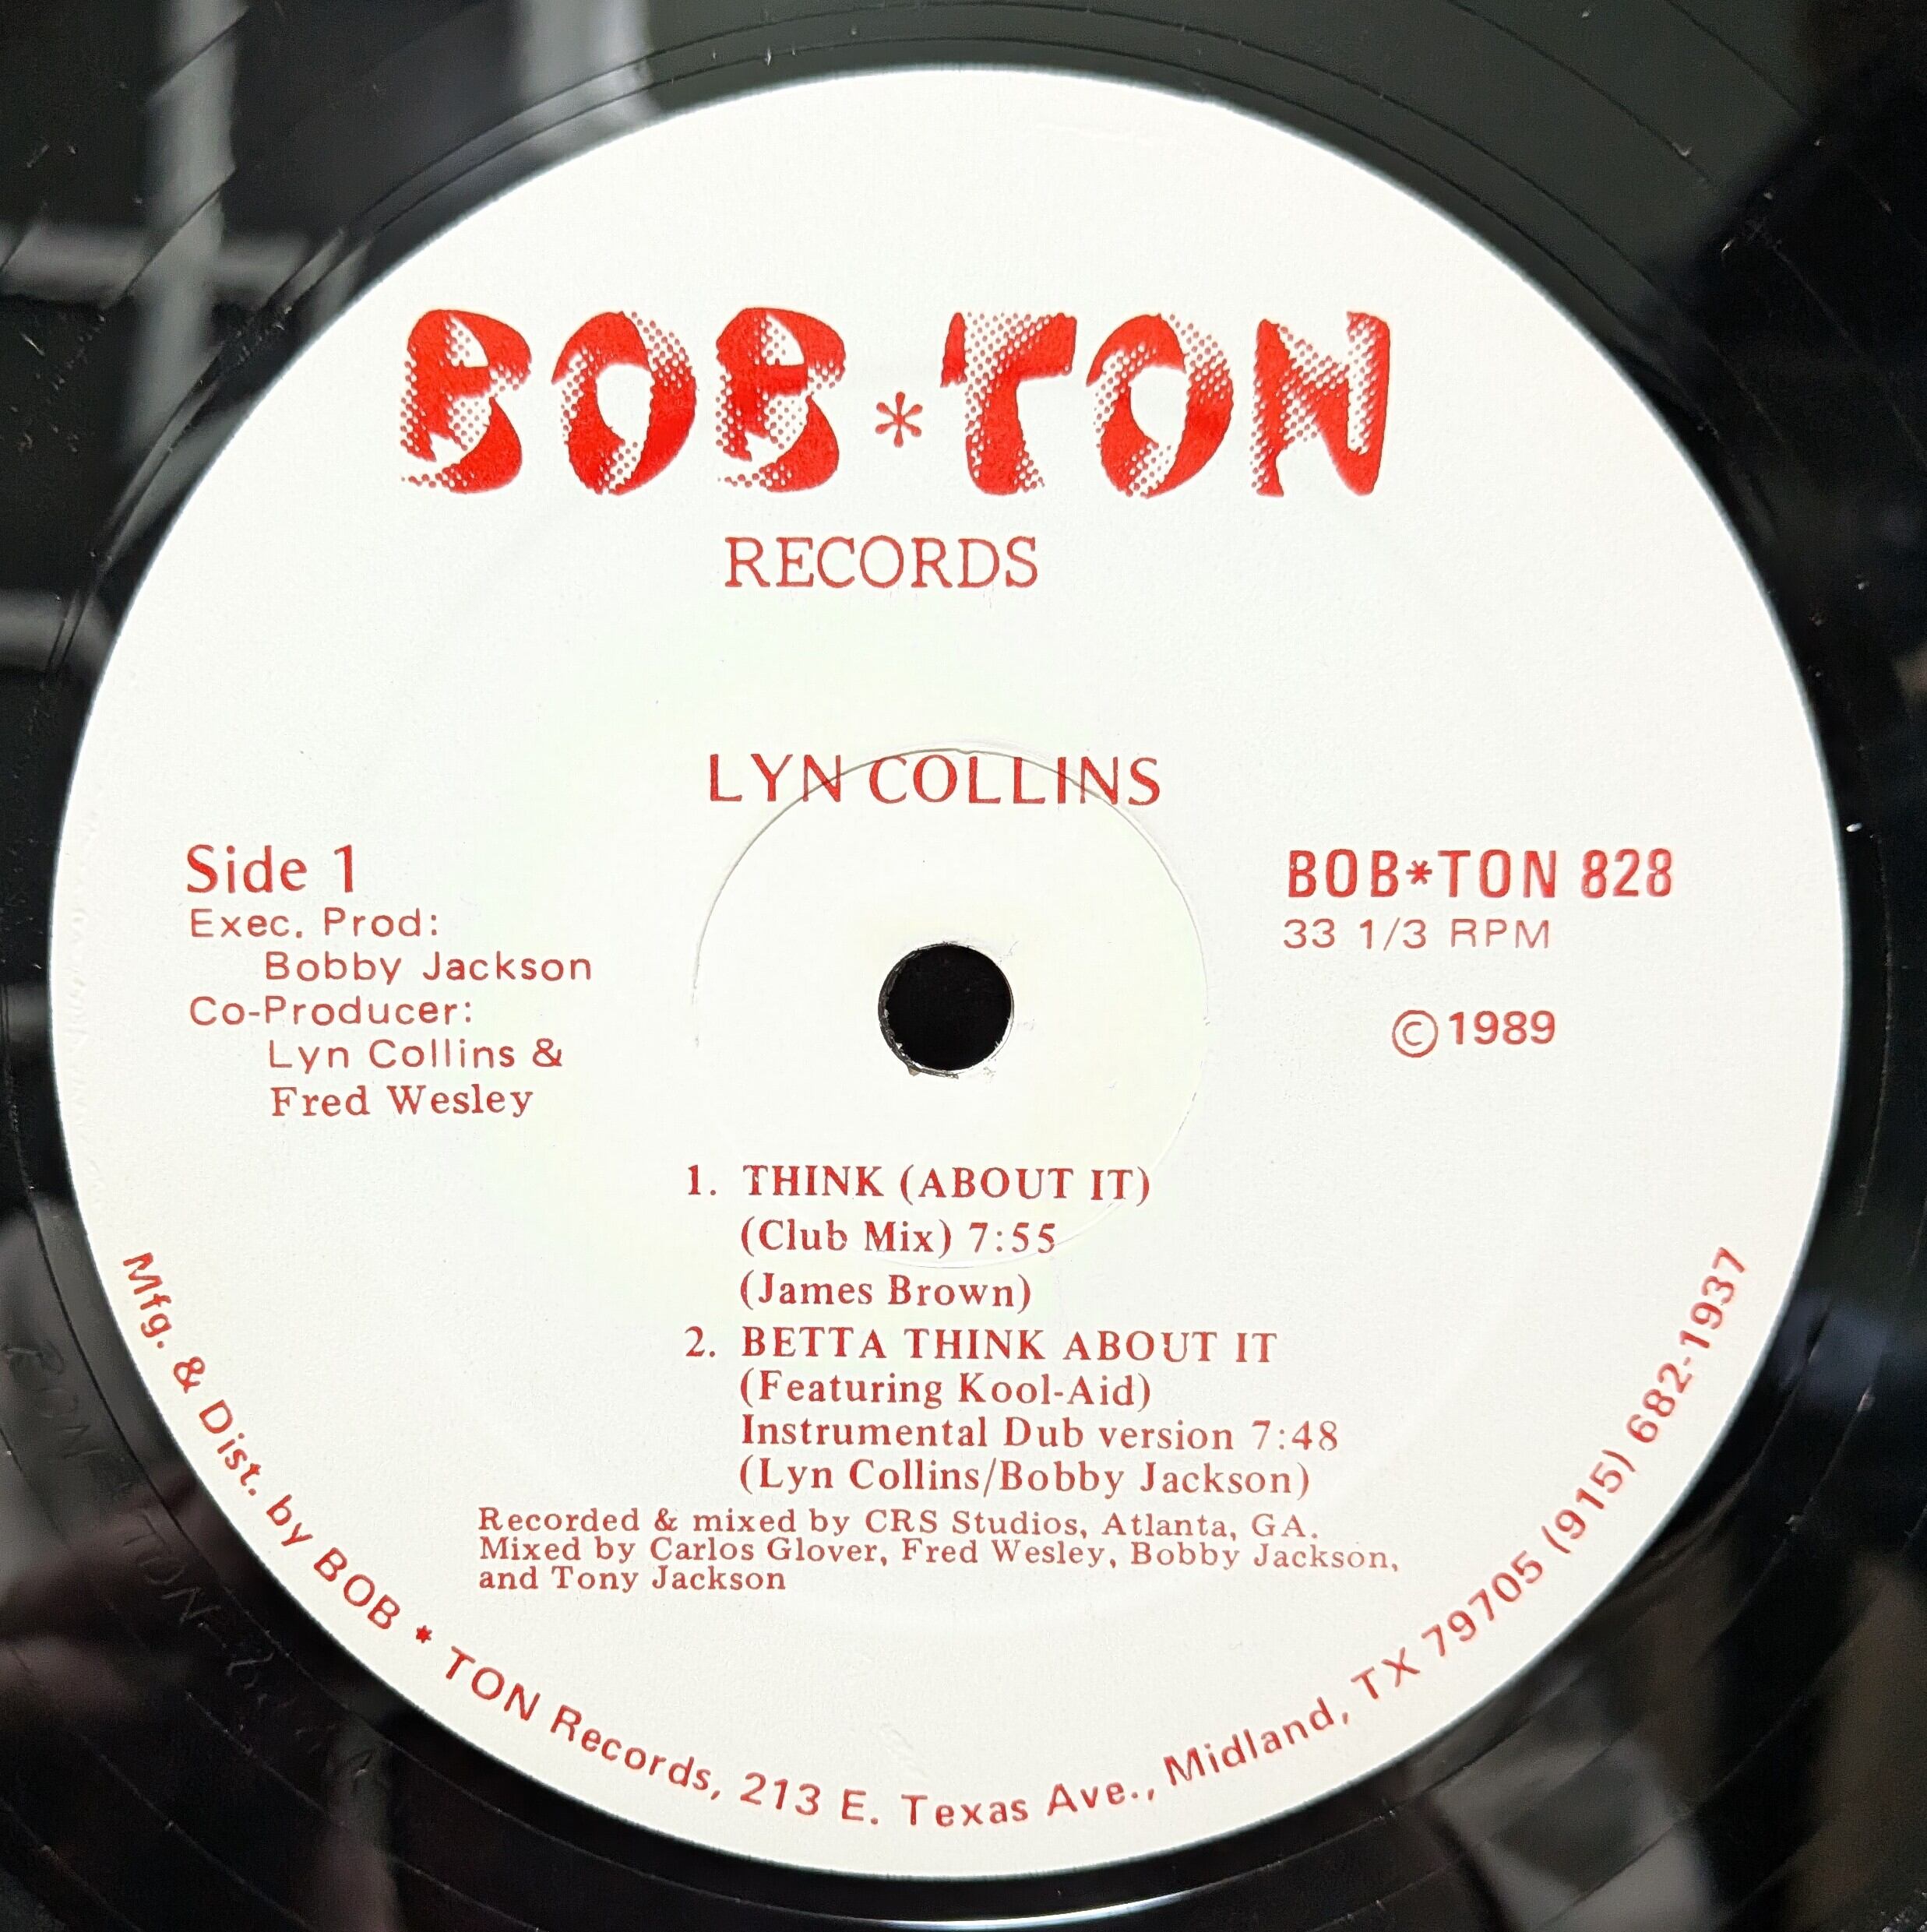 BOB*TON
RECORDS
LYN COLLINS
Side 1
Exec. Prod:
Bobby Jackson
Co-Producer:
Lyn Collins &
Fred Wesley
BOB*TON 828
33 1/3 RPM
©1989
1. THINK (ABOUT IT)
(Club Mix) 7:55
(James Brown)
2. BETTA THINK ABOUT IT
(Featuring Kool-Aid)
Instrumental Dub version 7:48
(Lyn Collins/Bobby Jackson)
Recorded & mixed by CRS Studios, Atlanta, GA.
Mixed by Carlos Glover, Fred Wesley, Bobby Jackson,
and Tony Jackson
Mfg. & Dist. by BOB * TON Records, 213 E. Texas Ave., Midland, TX 79705 (915) 682-1937